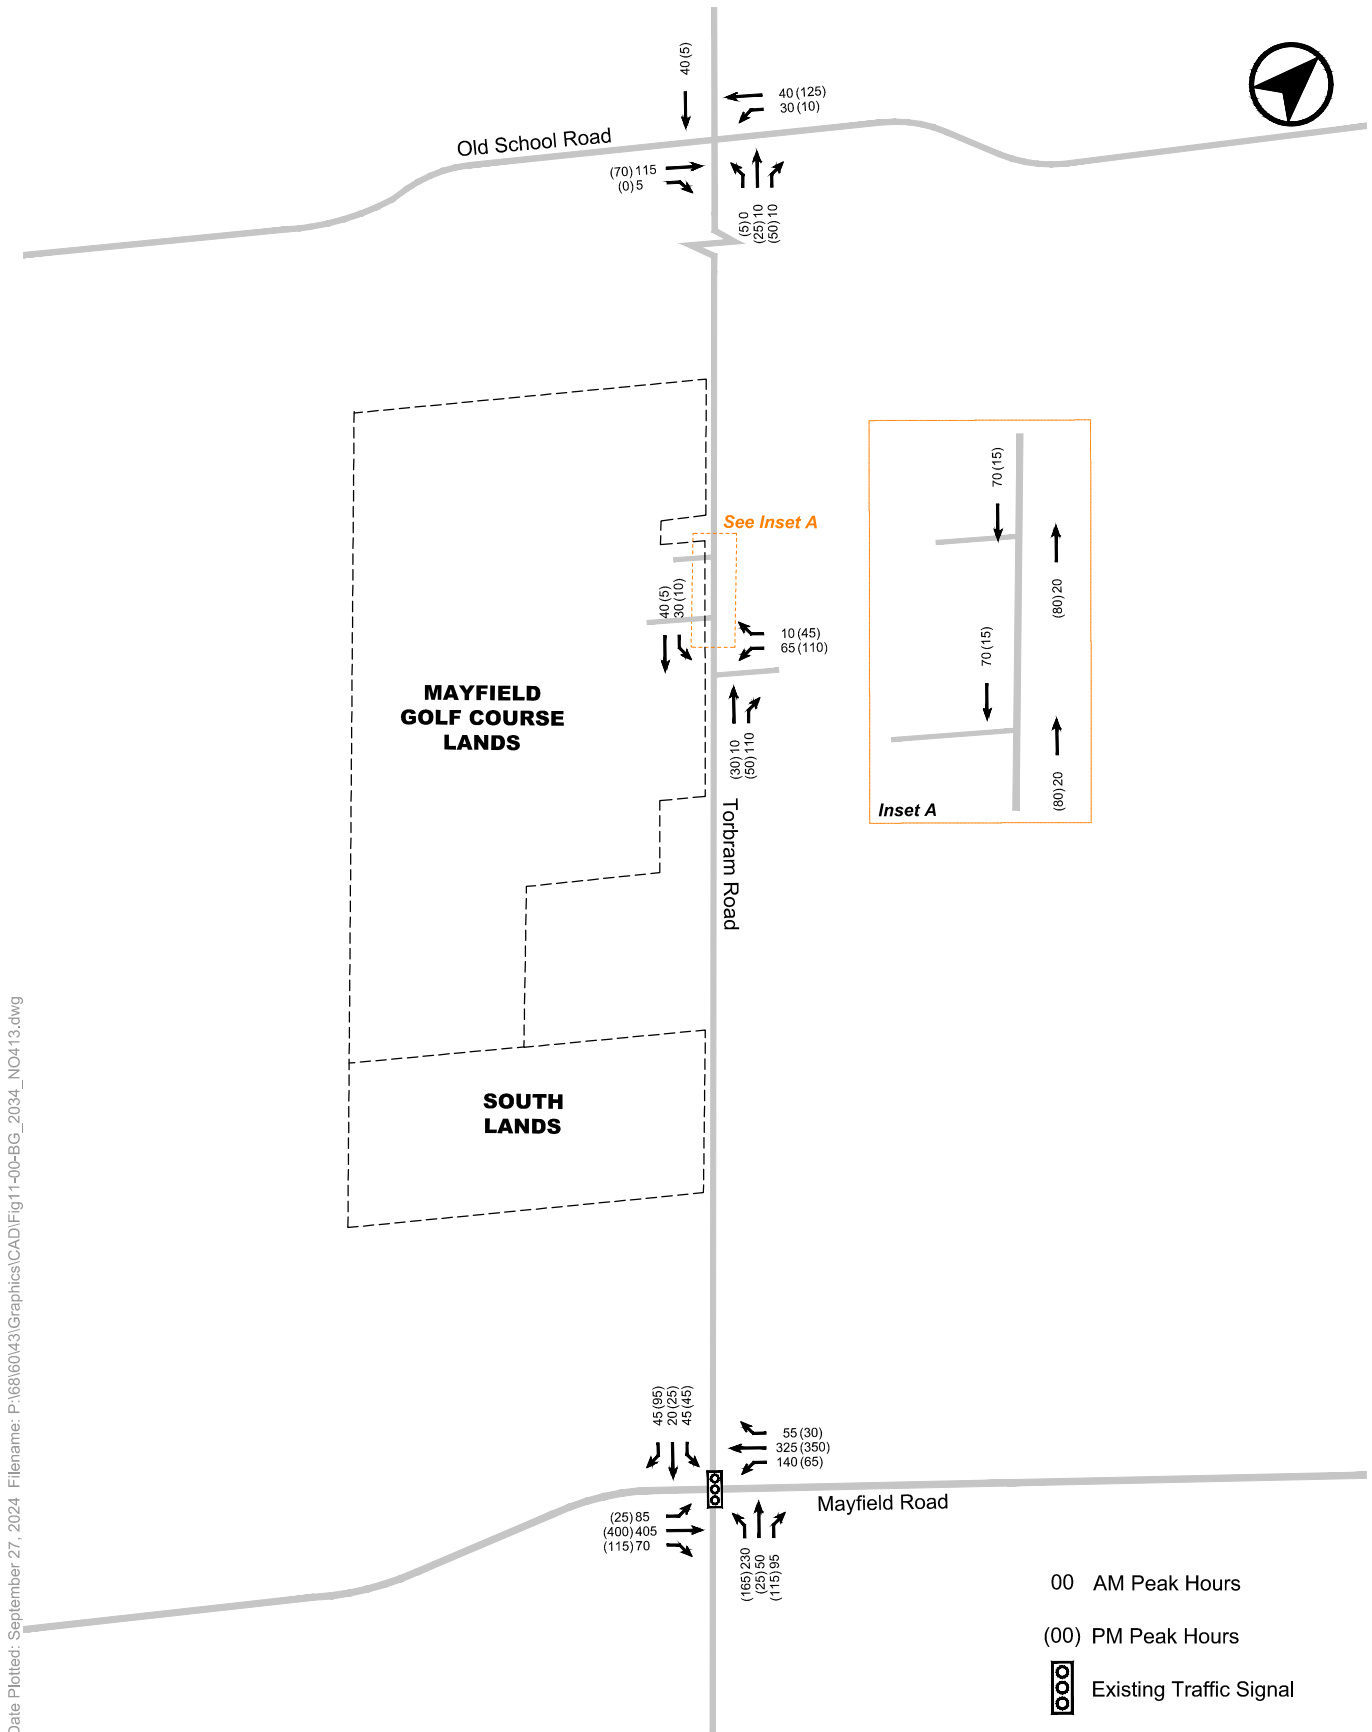 40 (5)
40 (125)
30 (10)
Old School Road
(70) 115
(0) 5
(5) 0
(25) 10
(50) 10
See Inset A
40 (5)
30 (10)
10 (45)
65 (110)
MAYFIELD
GOLF COURSE
LANDS
(30) 10
(50) 110
Torbram Road
70 (15)
(80) 20
70 (15)
(80) 20
Inset A
SOUTH
LANDS
45 (95)
20 (25)
45 (45)
55 (30)
325 (350)
140 (65)
Mayfield Road
(25) 85
(400) 405
(115) 70
(165) 230
(25) 50
(115) 95
00 AM Peak Hours
(00) PM Peak Hours
Existing Traffic Signal
Date Plotted: September 27, 2024 Filename: P:\68\60\43\Graphics\CAD\Fig11-00-BG_2034_NO413.dwg